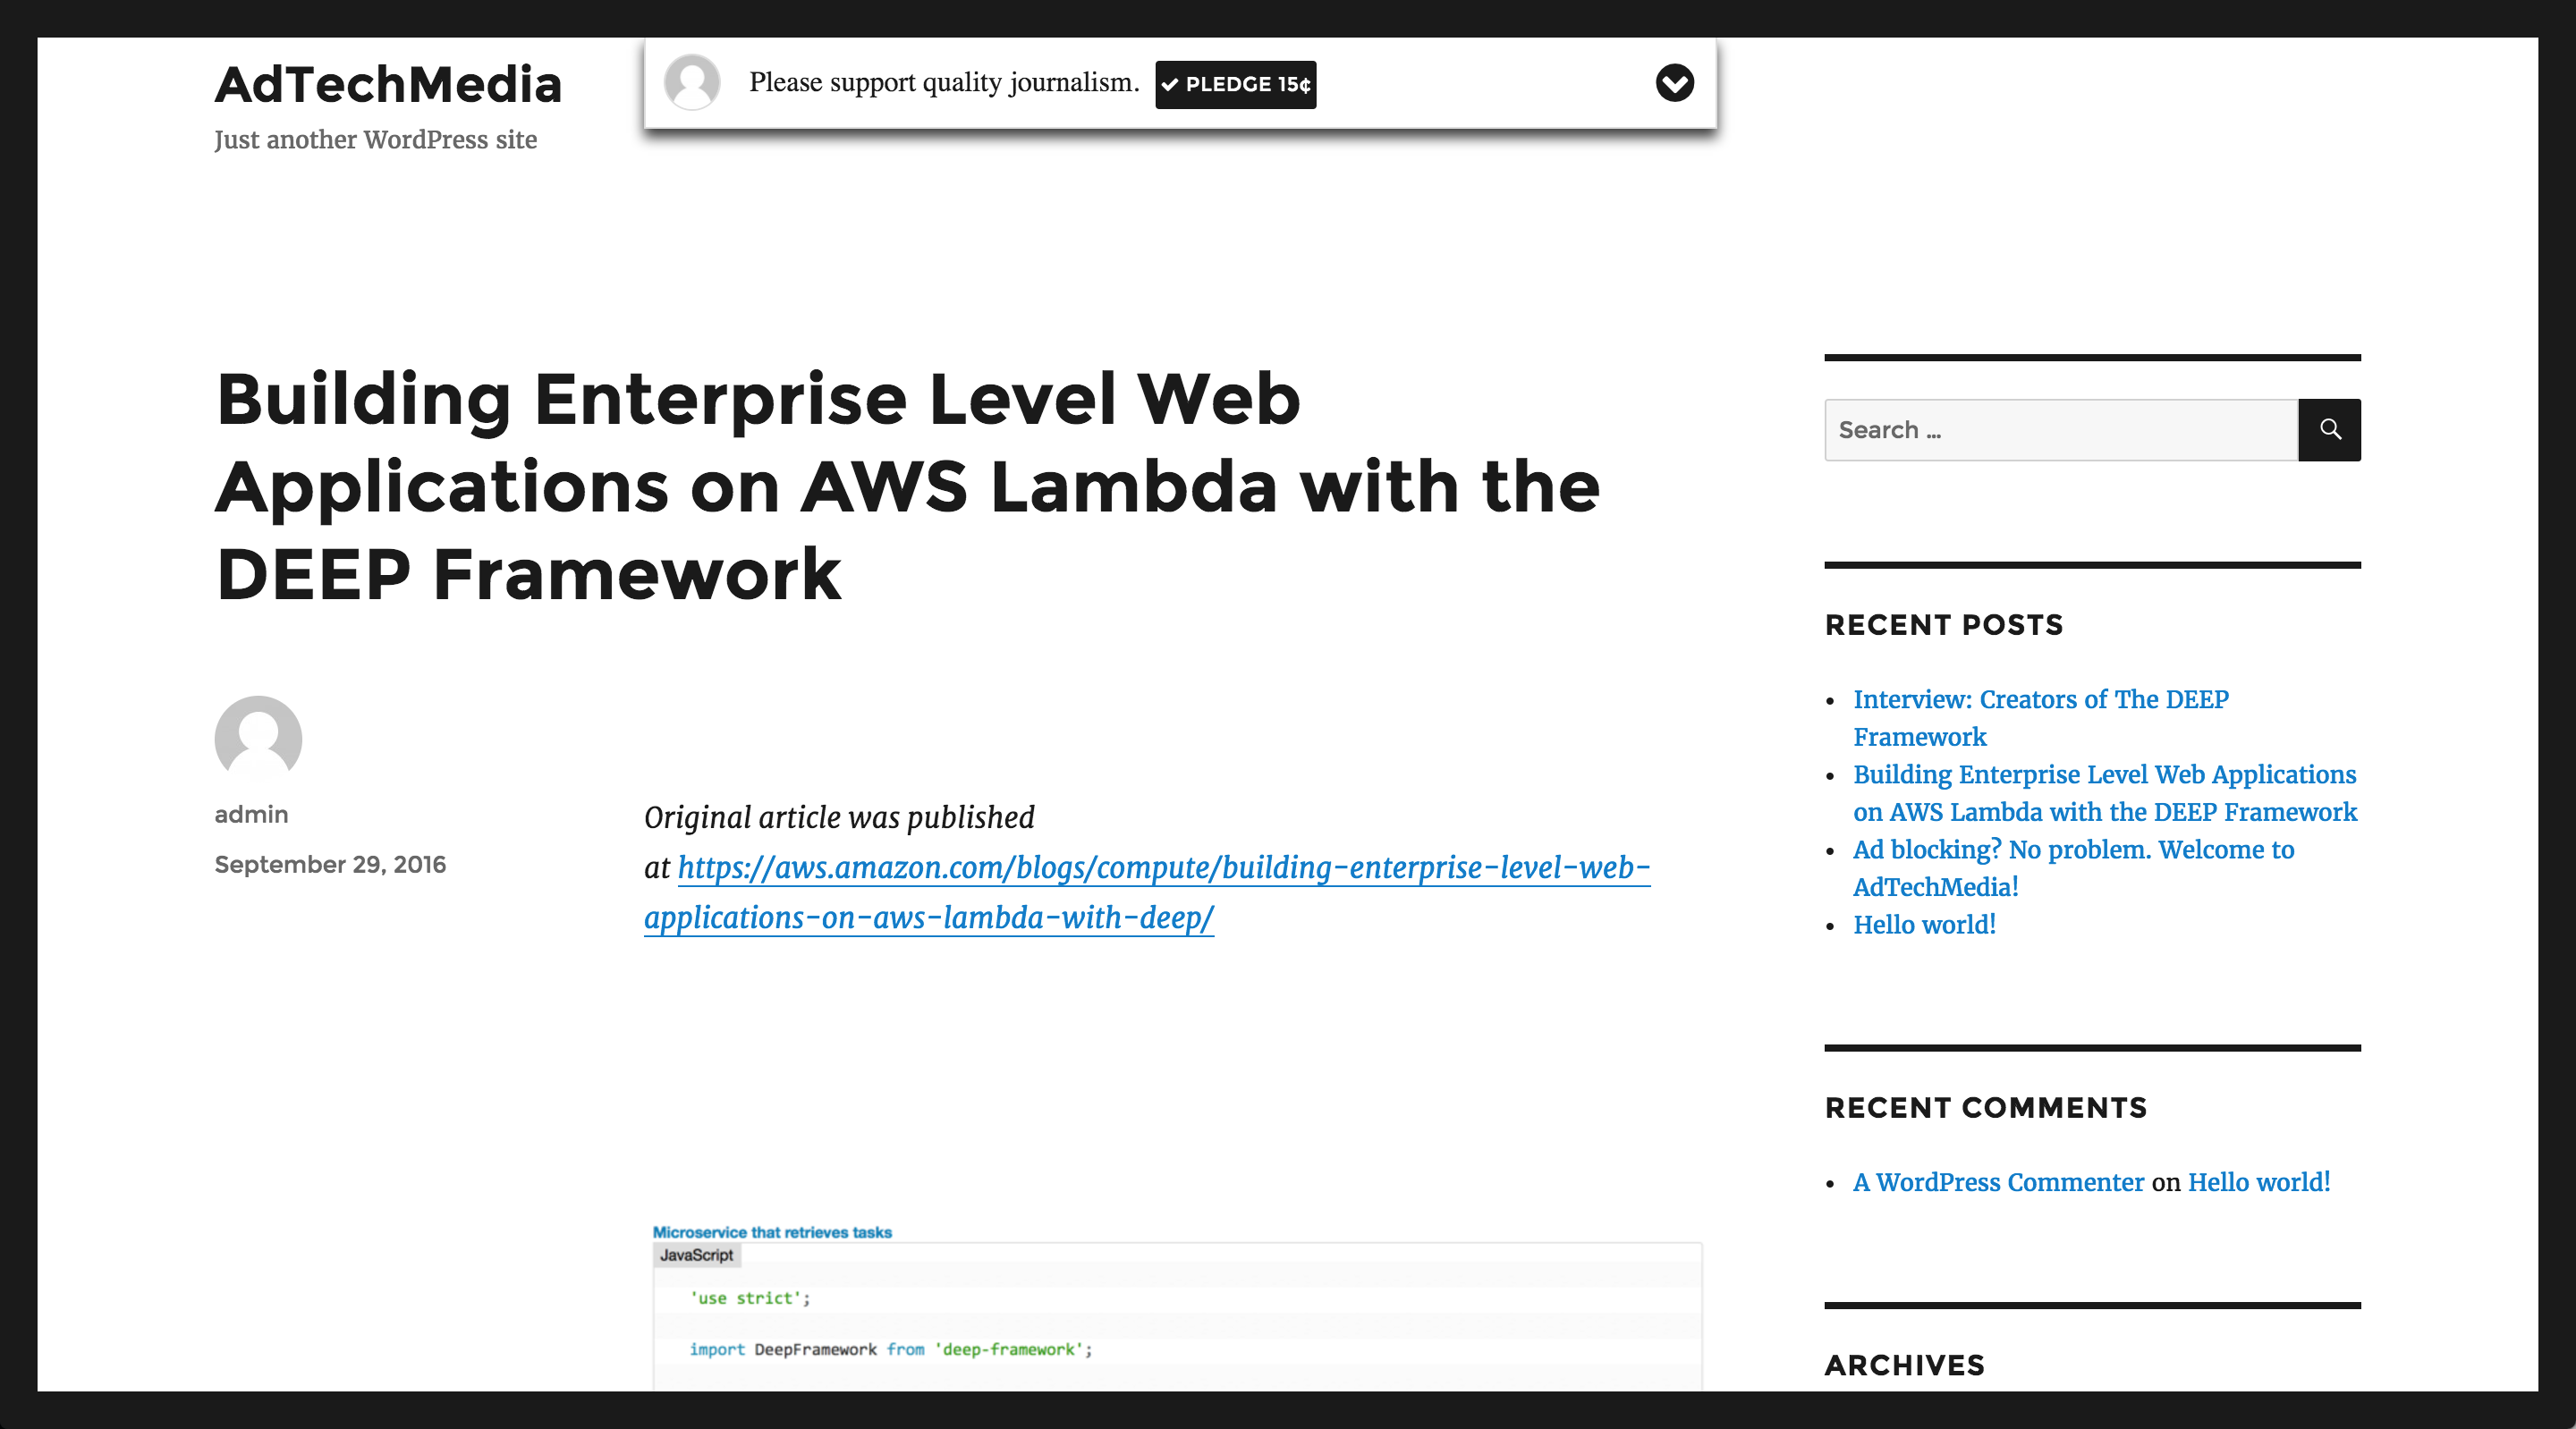 AdTechMedia
Just another WordPress site
Please support quality journalism.
PLEDGE 15¢
Building Enterprise Level Web
Applications on AWS Lambda with the
DEEP Framework
admin
September 29, 2016
Original article was published
at https://aws.amazon.com/blogs/compute/building-enterprise-level-web-
applications-on-aws-lambda-with-deep/
Microservice that retrieves tasks
JavaScript
'use strict';
import DeepFramework from 'deep-framework';
Search …
RECENT POSTS
Interview: Creators of The DEEP
Framework
Building Enterprise Level Web Applications
on AWS Lambda with the DEEP Framework
Ad blocking? No problem. Welcome to
AdTechMedia!
Hello world!
RECENT COMMENTS
A WordPress Commenter on Hello world!
ARCHIVES